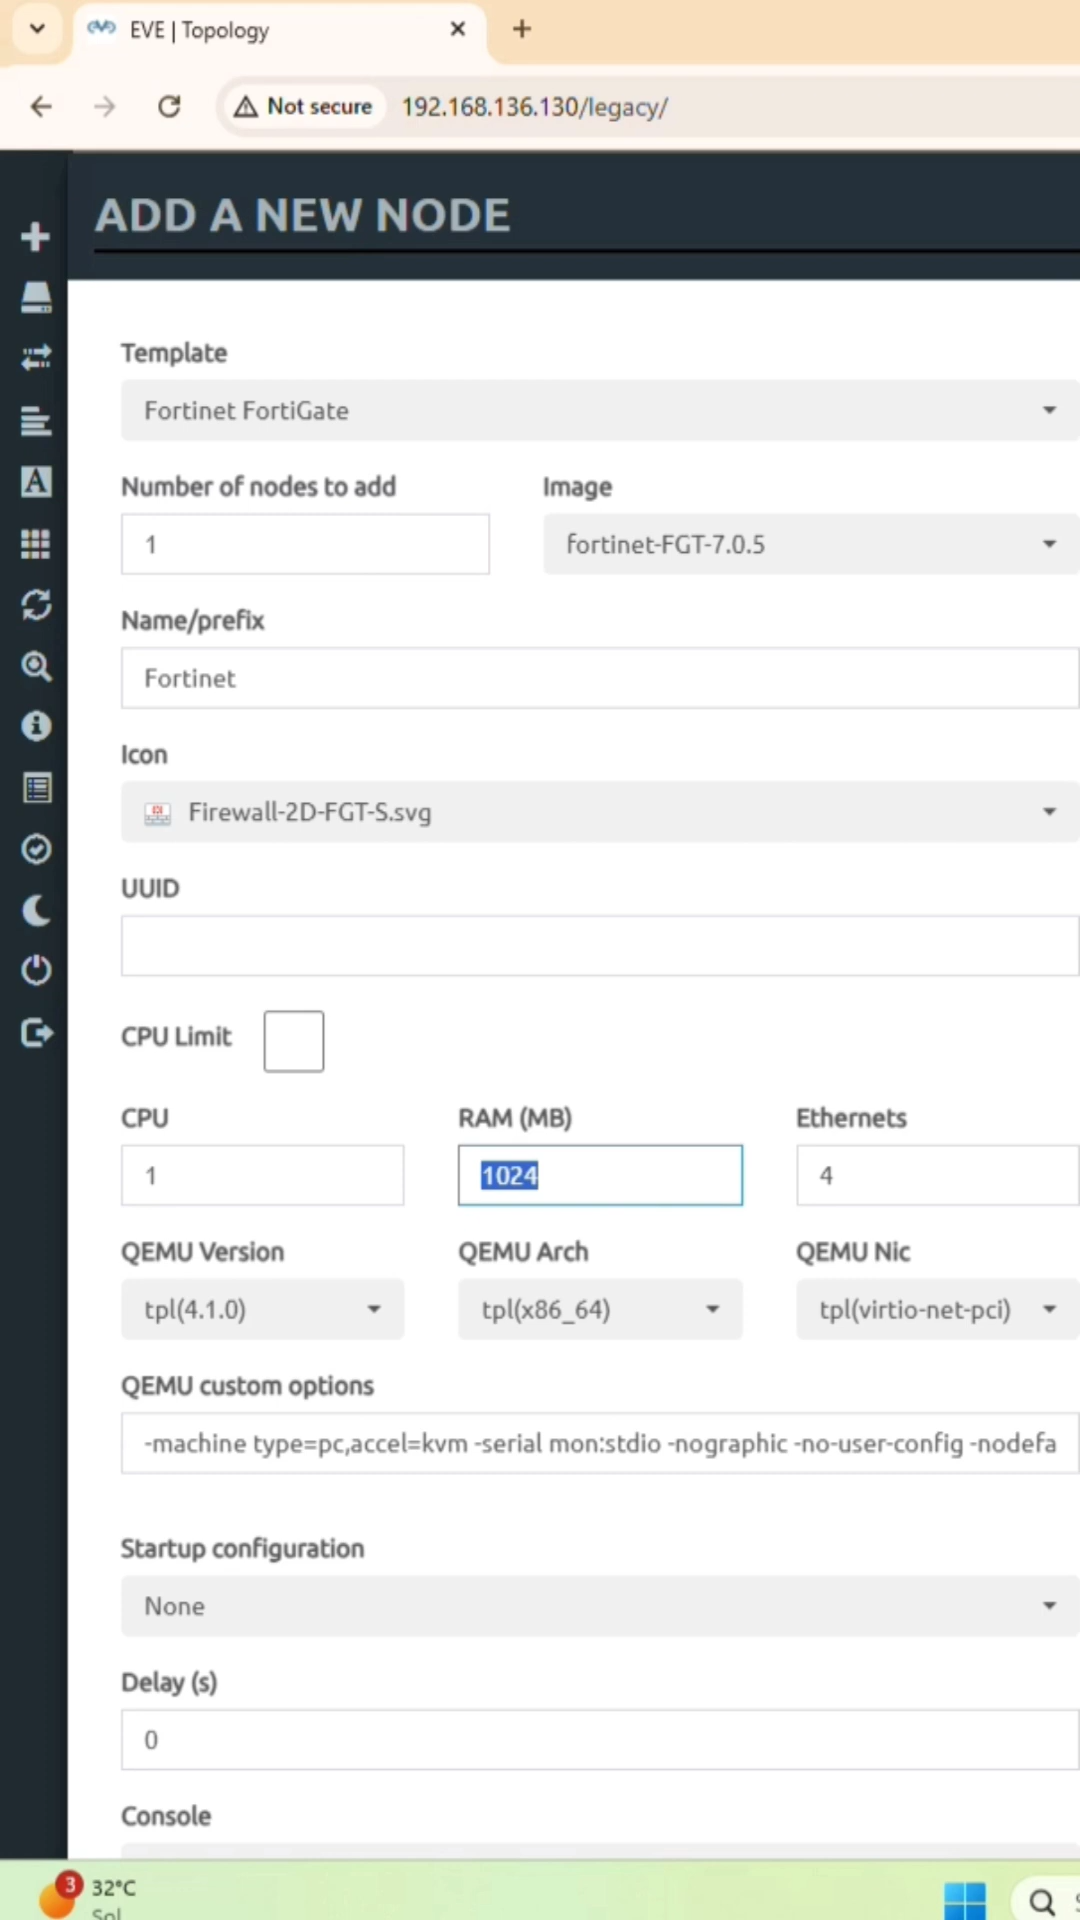 EVE | Topology
Not secure 192.168.136.130/legacy/
ADD A NEW NODE
Template
Fortinet FortiGate
Number of nodes to add Image
1 fortinet-FGT-7.0.5
Name/prefix
Fortinet
Icon
Firewall-2D-FGT-S.svg
UUID
CPU Limit
CPU RAM (MB) Ethernets
1 1024 4
QEMU Version QEMU Arch QEMU Nic
tpl(4.1.0) tpl(x86_64) tpl(virtio-net-pci)
QEMU custom options
-machine type=pc,accel=kvm -serial mon:stdio -nographic -no-user-config -nodefa
Startup configuration
None
Delay (s)
0
Console
3 32°C
Sol